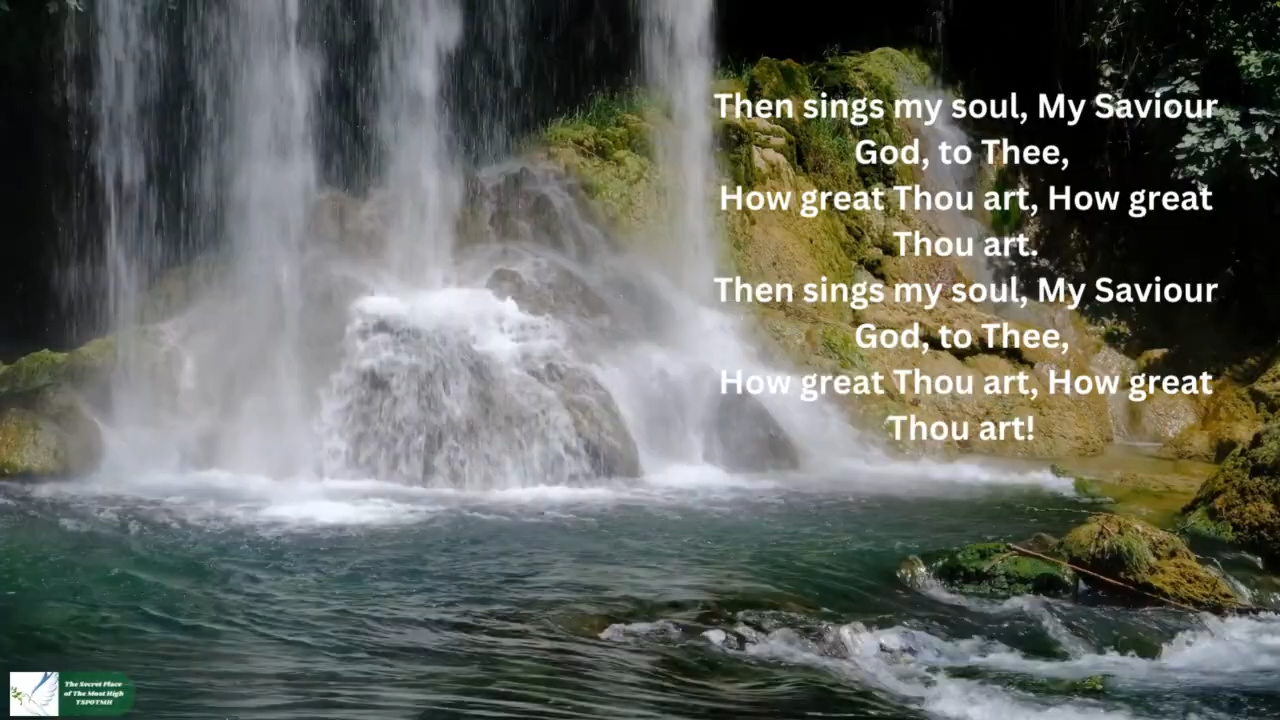 Then sings my soul, My Saviour
God, to Thee,
How great Thou art, How great
Thou art.
Then sings my soul, My Saviour
God, to Thee,
How great Thou art, How great
Thou art!
The Secret Place
of The Most High
TSPOTMH